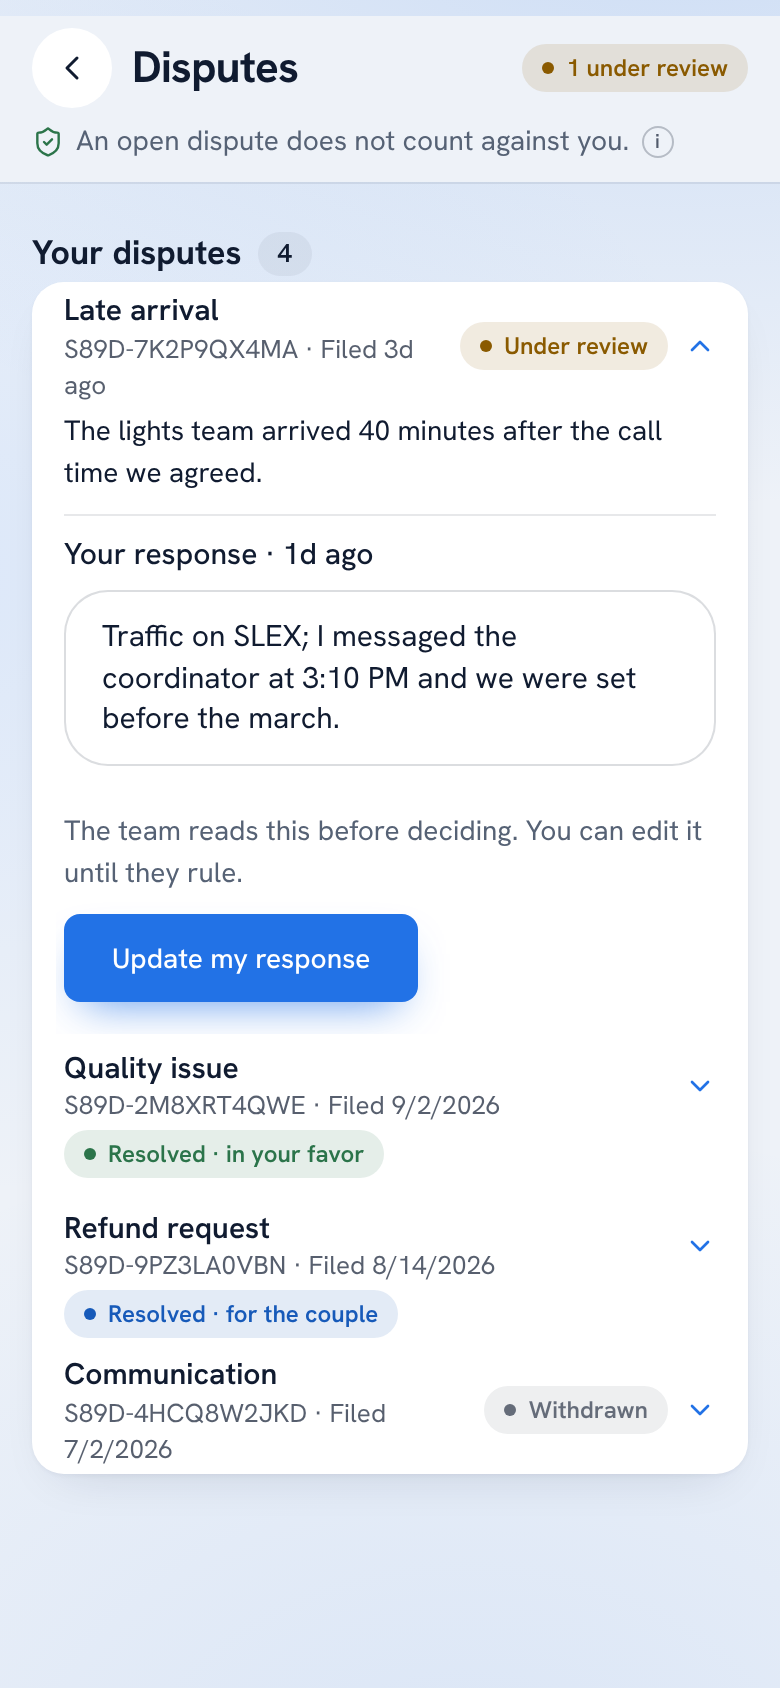 Disputes
1 under review
An open dispute does not count against you.
i
Your disputes 4
Late arrival
S89D-7K2P9QX4MA · Filed 3d
ago
Under review
The lights team arrived 40 minutes after the call
time we agreed.
Your response · 1d ago
Traffic on SLEX; I messaged the
coordinator at 3:10 PM and we were set
before the march.
The team reads this before deciding. You can edit it
until they rule.
Update my response
Quality issue
S89D-2M8XRT4QWE · Filed 9/2/2026
Resolved · in your favor
Refund request
S89D-9PZ3LA0VBN · Filed 8/14/2026
Resolved · for the couple
Communication
S89D-4HCQ8W2JKD · Filed
7/2/2026
Withdrawn